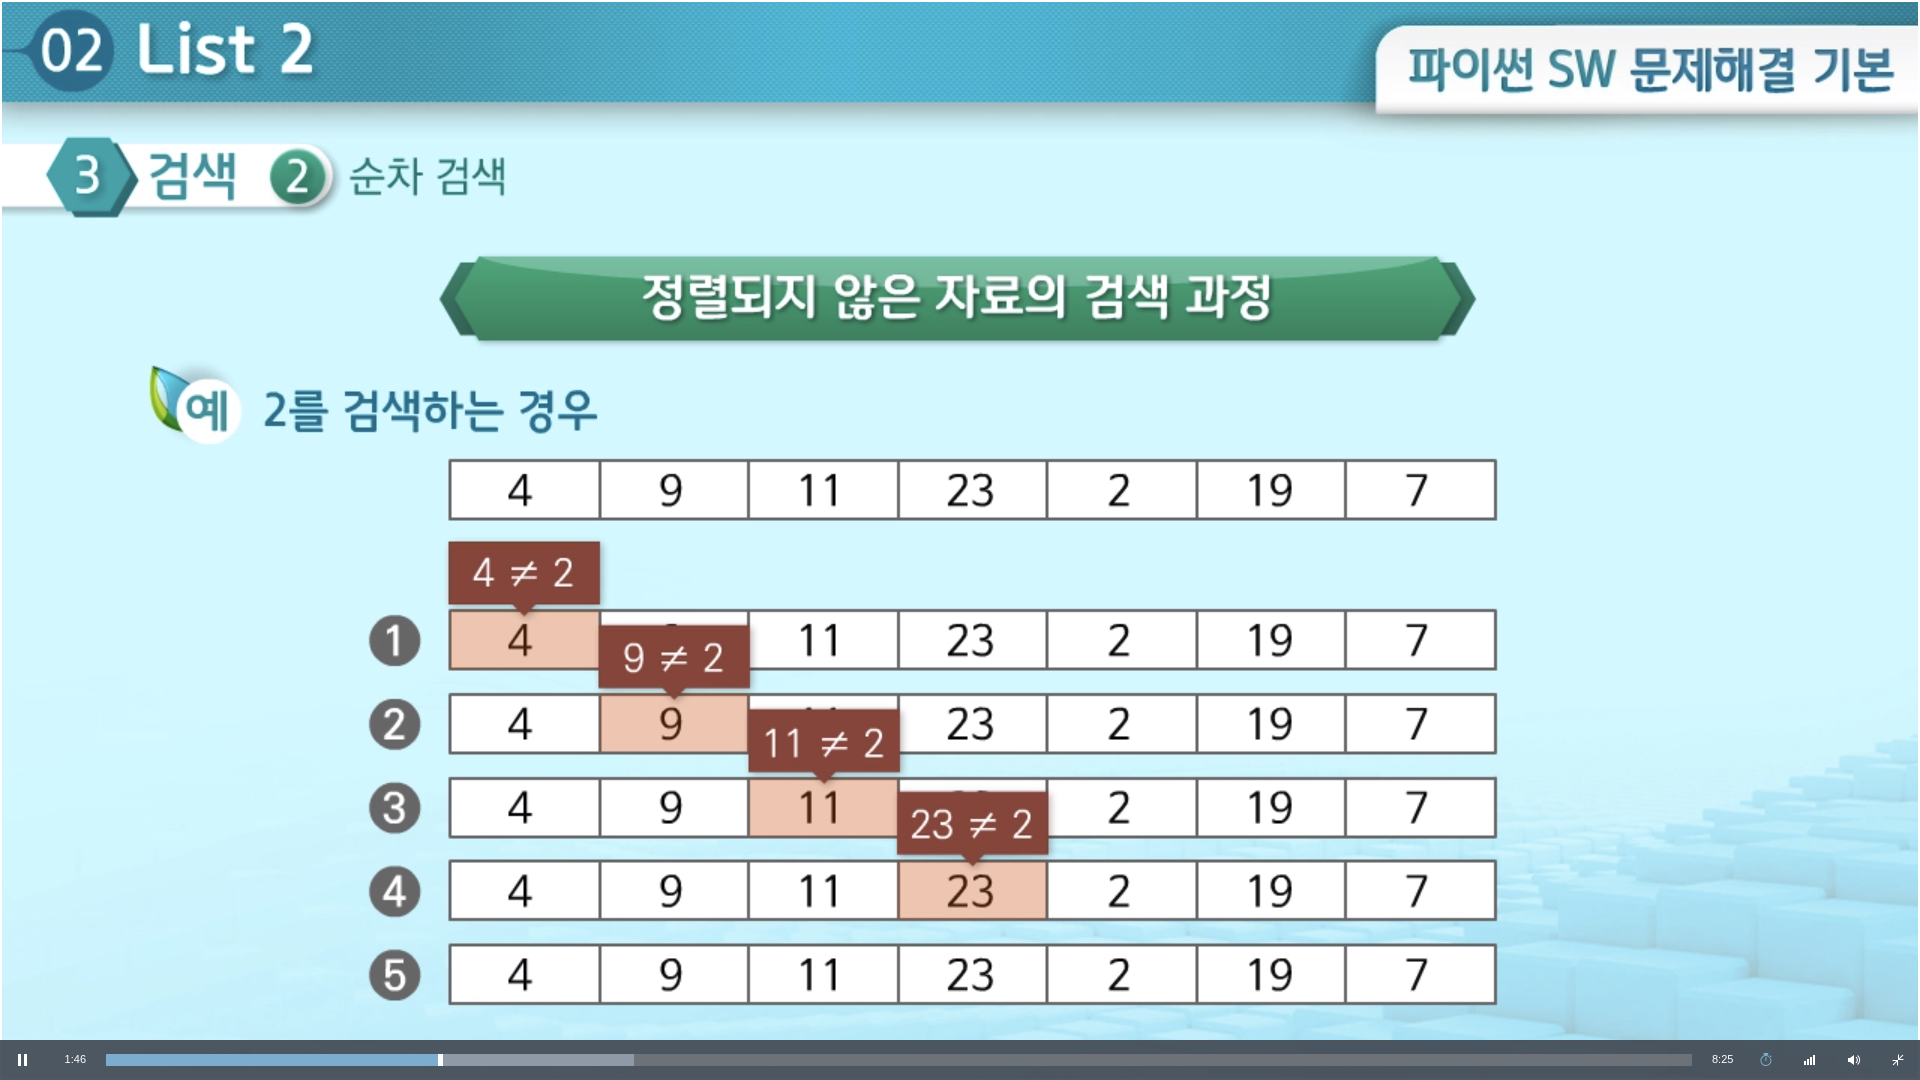 02 List 2
파이썬 SW 문제해결 기본
3 검색 2 순차 검색
정렬되지 않은 자료의 검색 과정
예 2를 검색하는 경우
4 9 11 23 2 19 7
4 ≠ 2
1 4 11 23 2 19 7
9 ≠ 2
2 4 9 23 2 19 7
11 ≠ 2
3 4 9 11 2 19 7
23 ≠ 2
4 4 9 11 23 2 19 7
5 4 9 11 23 2 19 7
1:46 8:25